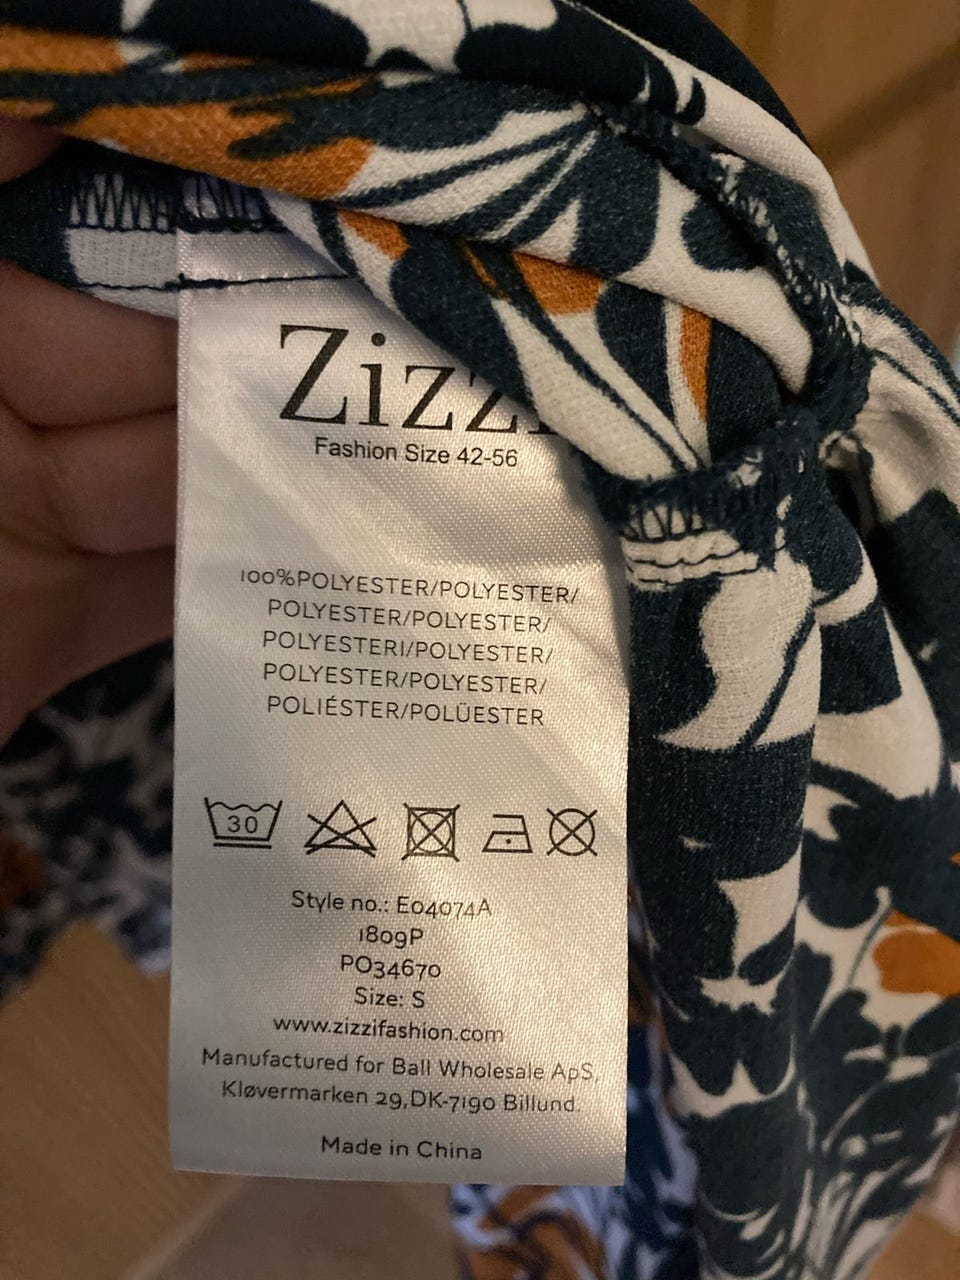 Zizzi
Fashion Size 42-56
100%POLYESTER/POLYESTER/
POLYESTER/POLYESTER/
POLYESTERI/POLYESTER/
POLYESTER/POLYESTER/
POLIÉSTER/POLÜESTER
30
Style no.: E04074A
1809P
PO34670
Size: S
www.zizzifashion.com
Manufactured for Ball Wholesale ApS,
Kløvermarken 29,DK-7190 Billund.
Made in China